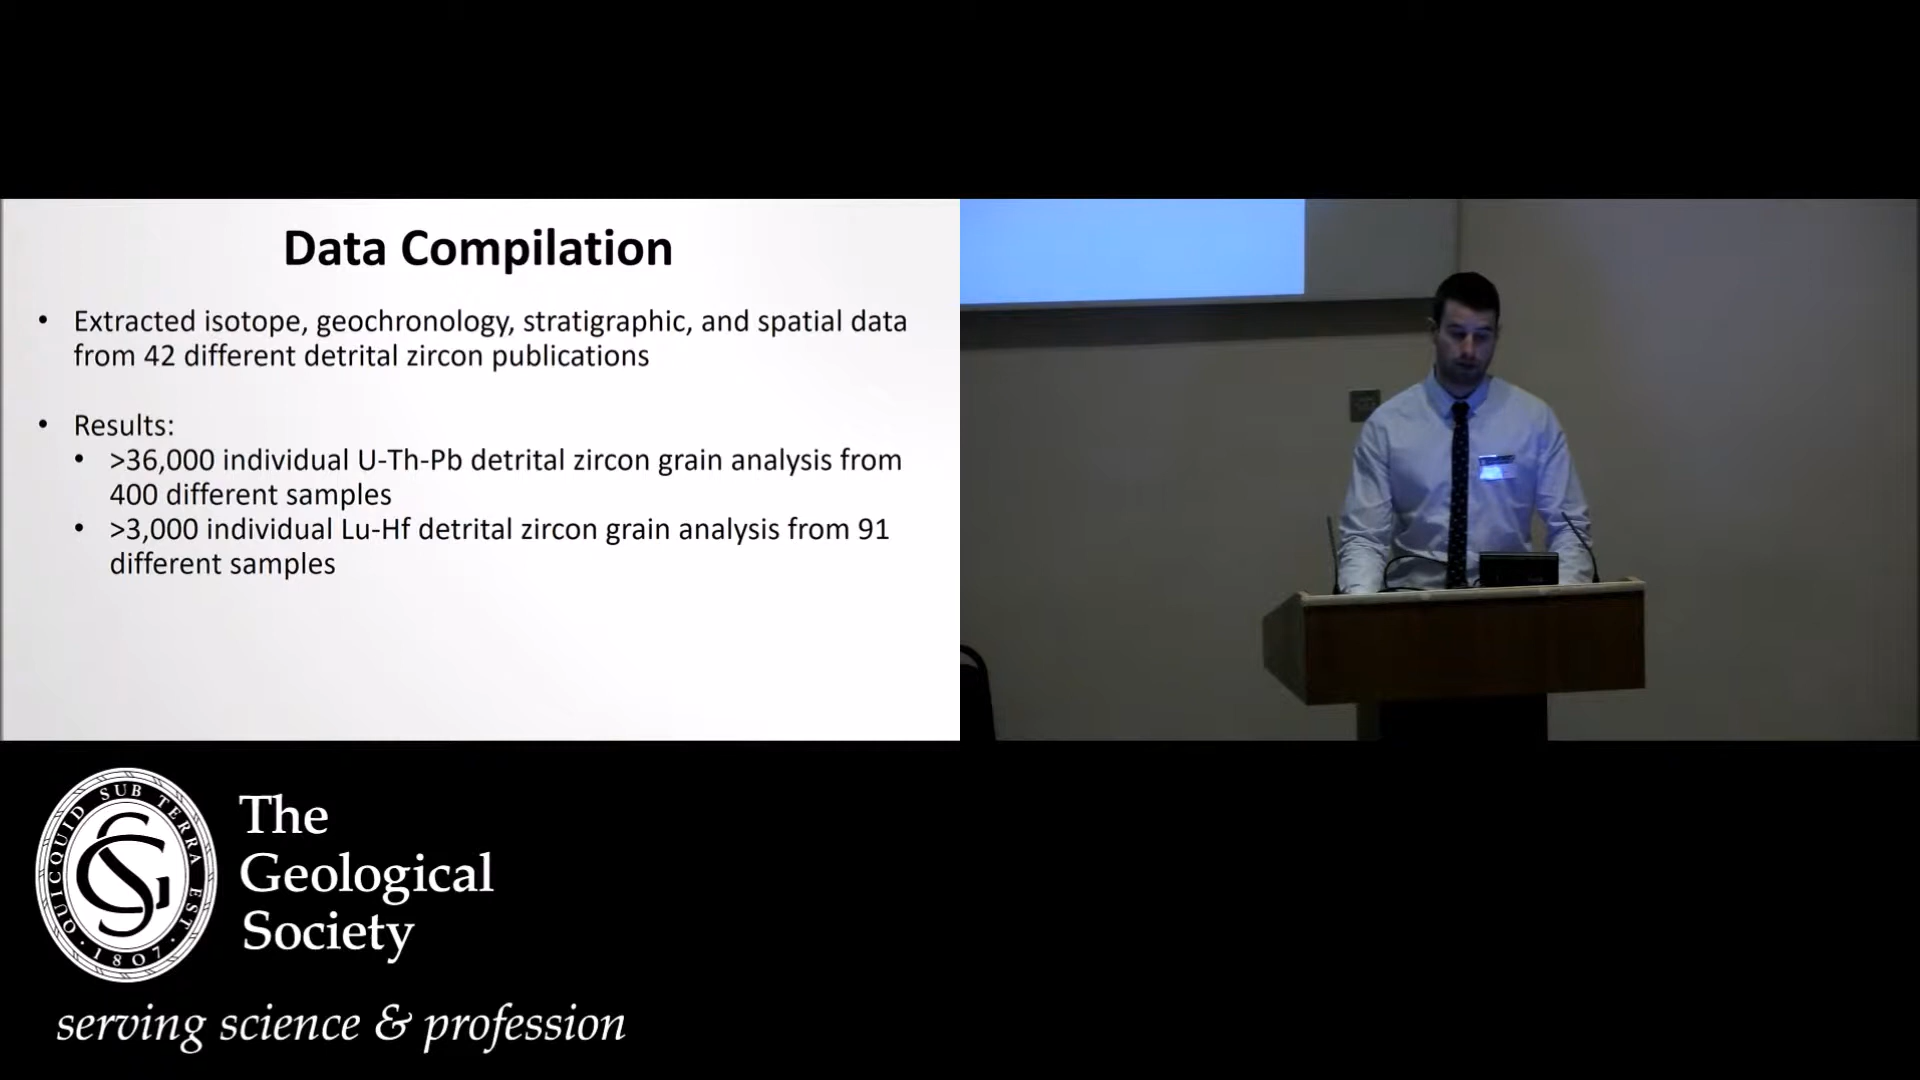 Data Compilation
• Extracted isotope, geochronology, stratigraphic, and spatial data
from 42 different detrital zircon publications
• Results:
• >36,000 individual U-Th-Pb detrital zircon grain analysis from
400 different samples
• >3,000 individual Lu-Hf detrital zircon grain analysis from 91
different samples
QUICQUID SUB TERRA EST
· 1807 ·
GS
The
Geological
Society
serving science & profession